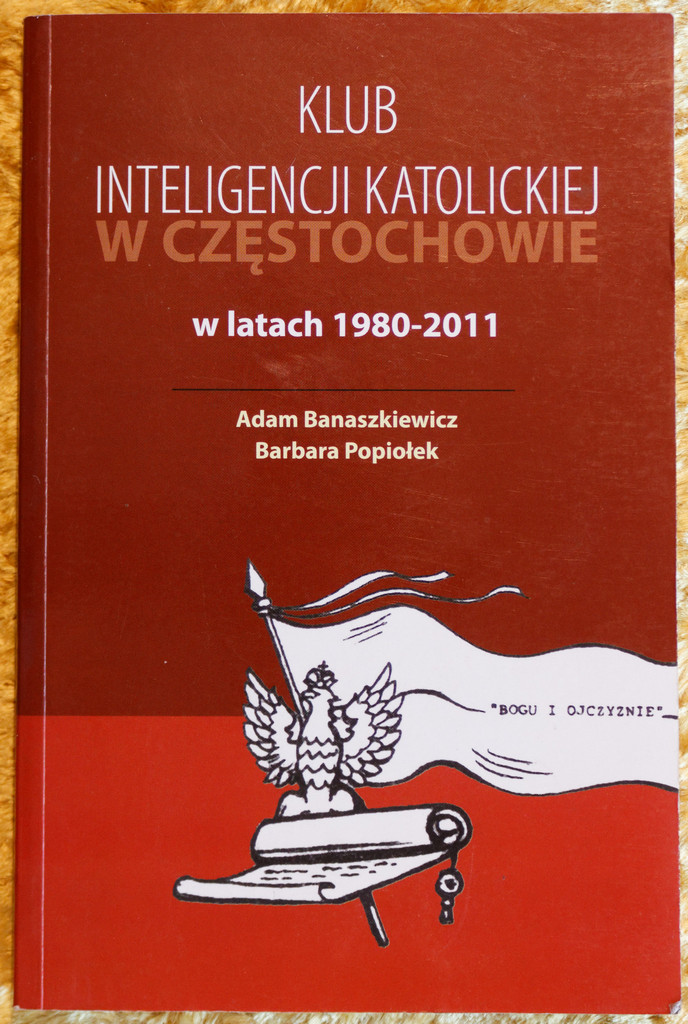 KLUB
INTELIGENCJI KATOLICKIEJ
W CZĘSTOCHOWIE
w latach 1980-2011
Adam Banaszkiewicz
Barbara Popiołek
"BOGU I OJCZYZNIE"